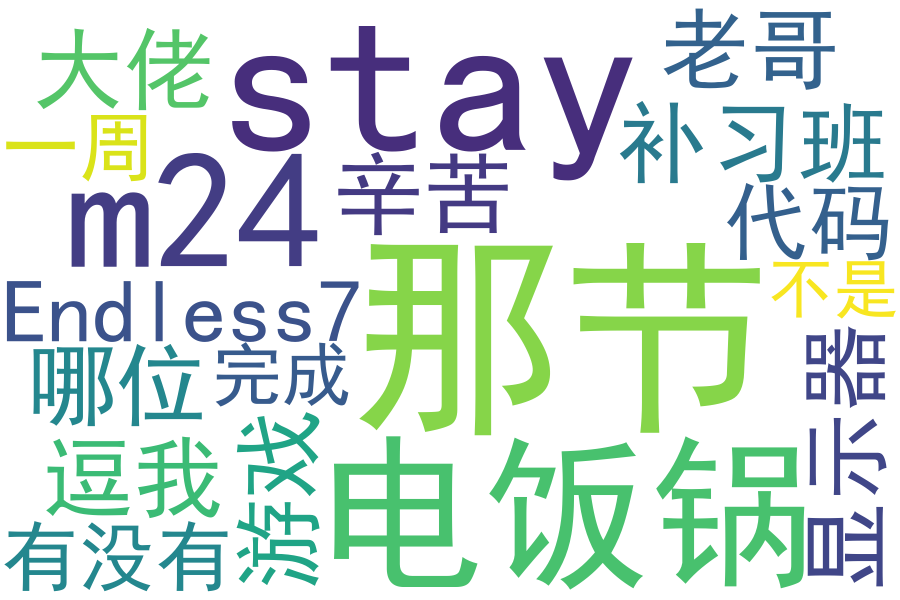 大佬
stay
老哥
一周
补习班
m24
辛苦
代码
那节
不是
Endless7
哪位
完成
显示器
逗我
游戏
电饭锅
有没有